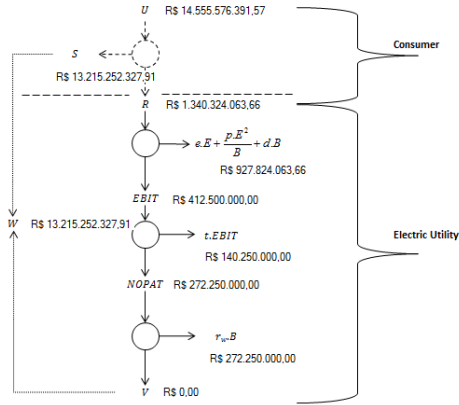 U R$ 14.555.576.391,57
Consumer
S
R$ 13.215.252.327,91
R R$ 1.340.324.063,66
e.E + p.E²/B + d.B
R$ 927.824.063,66
EBIT R$ 412.500.000,00
W R$ 13.215.252.327,91
t.EBIT
Electric Utility
R$ 140.250.000,00
NOPAT R$ 272.250.000,00
r_w.B
R$ 272.250.000,00
V R$ 0,00